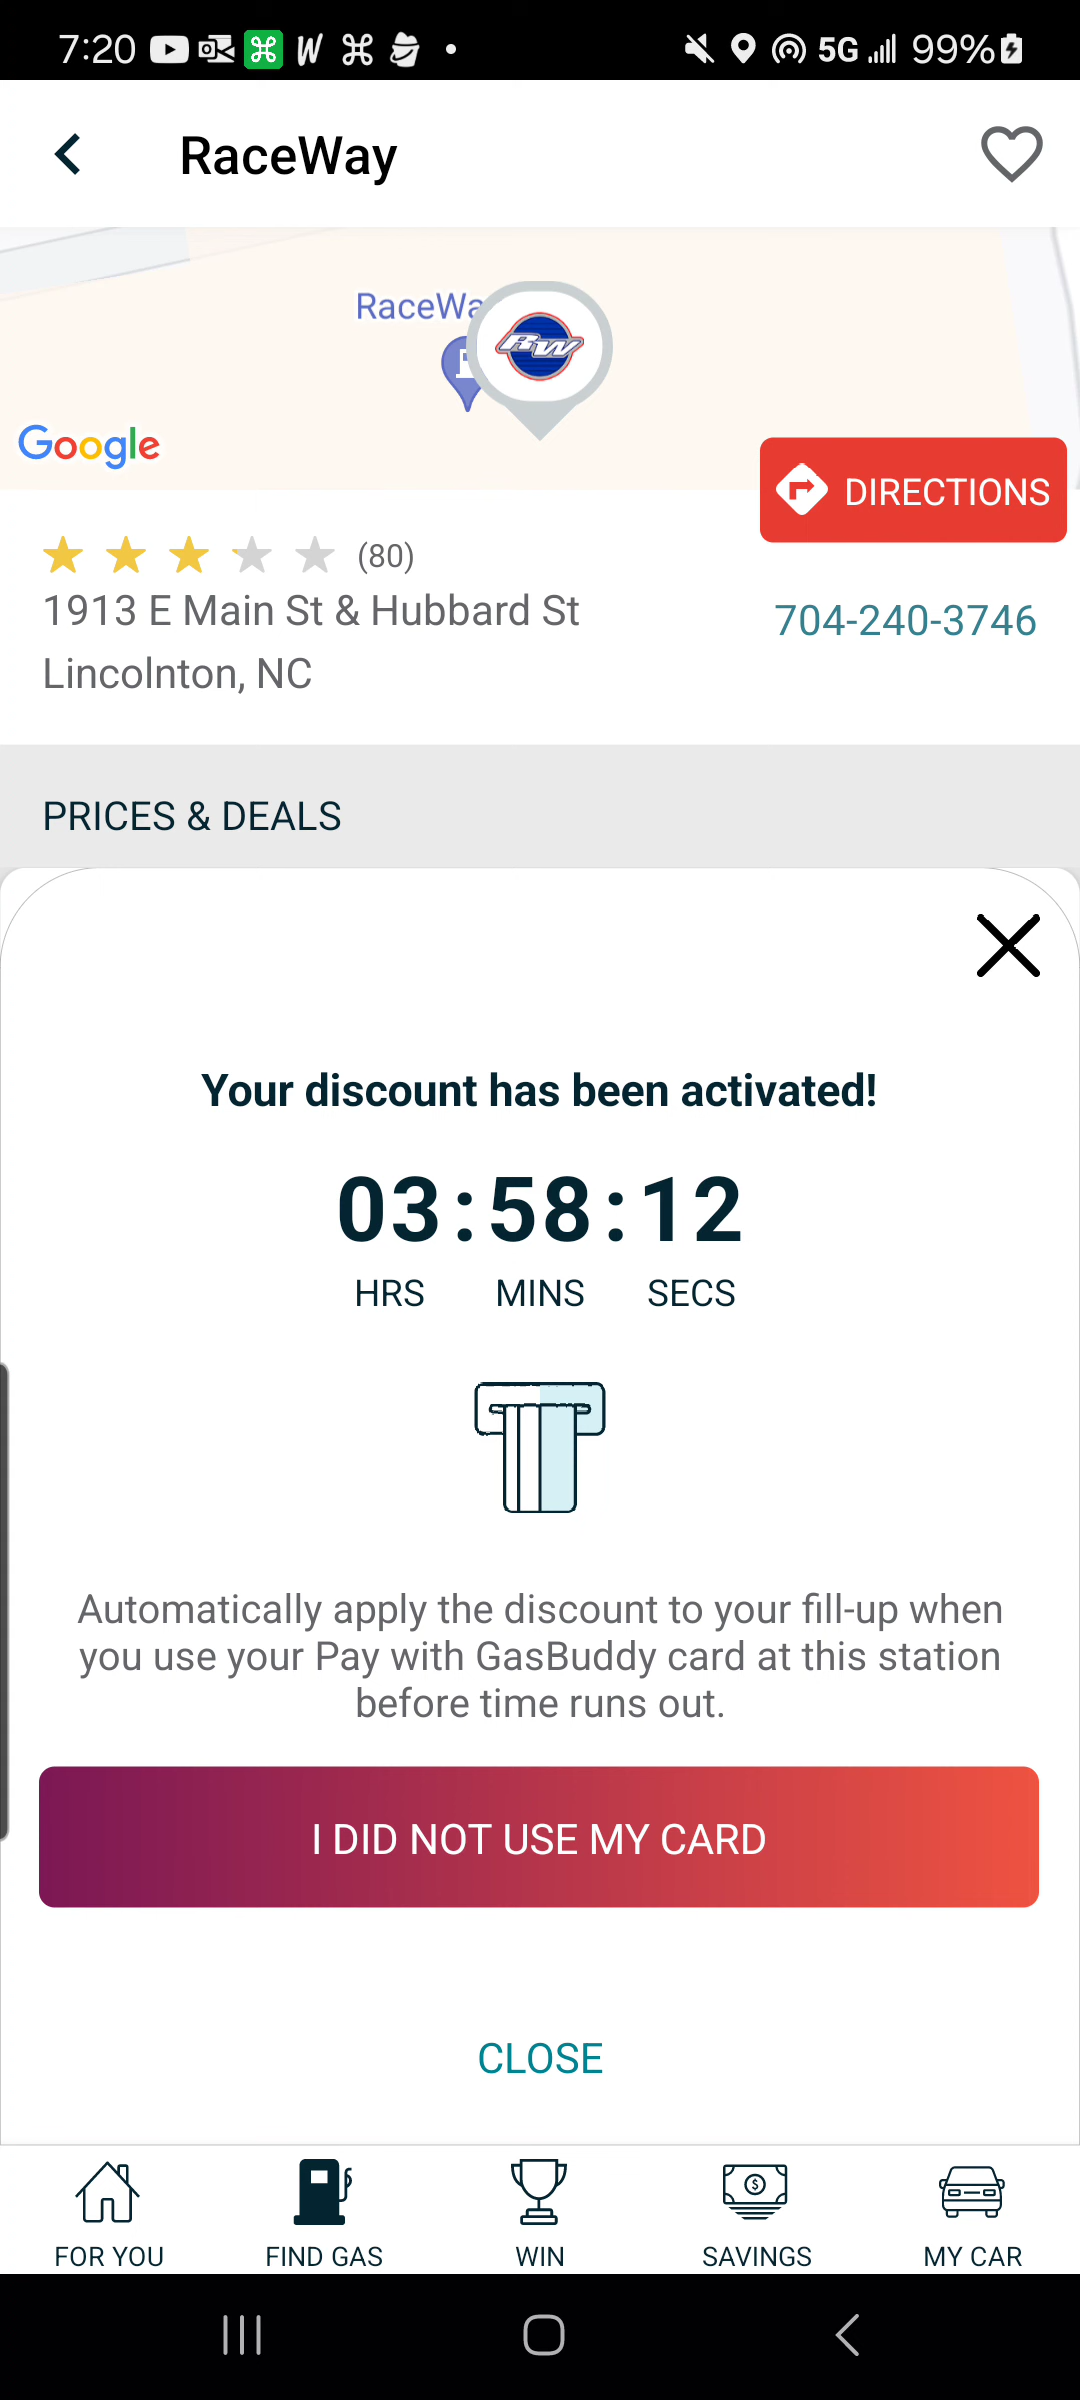 7:20 5G 99%
RaceWay
RaceWa
RW
Google
DIRECTIONS
(80)
1913 E Main St & Hubbard St
704-240-3746
Lincolnton, NC
PRICES & DEALS
Your discount has been activated!
03:58:12
HRS MINS SECS
Automatically apply the discount to your fill-up when
you use your Pay with GasBuddy card at this station
before time runs out.
I DID NOT USE MY CARD
CLOSE
FOR YOU FIND GAS WIN SAVINGS MY CAR